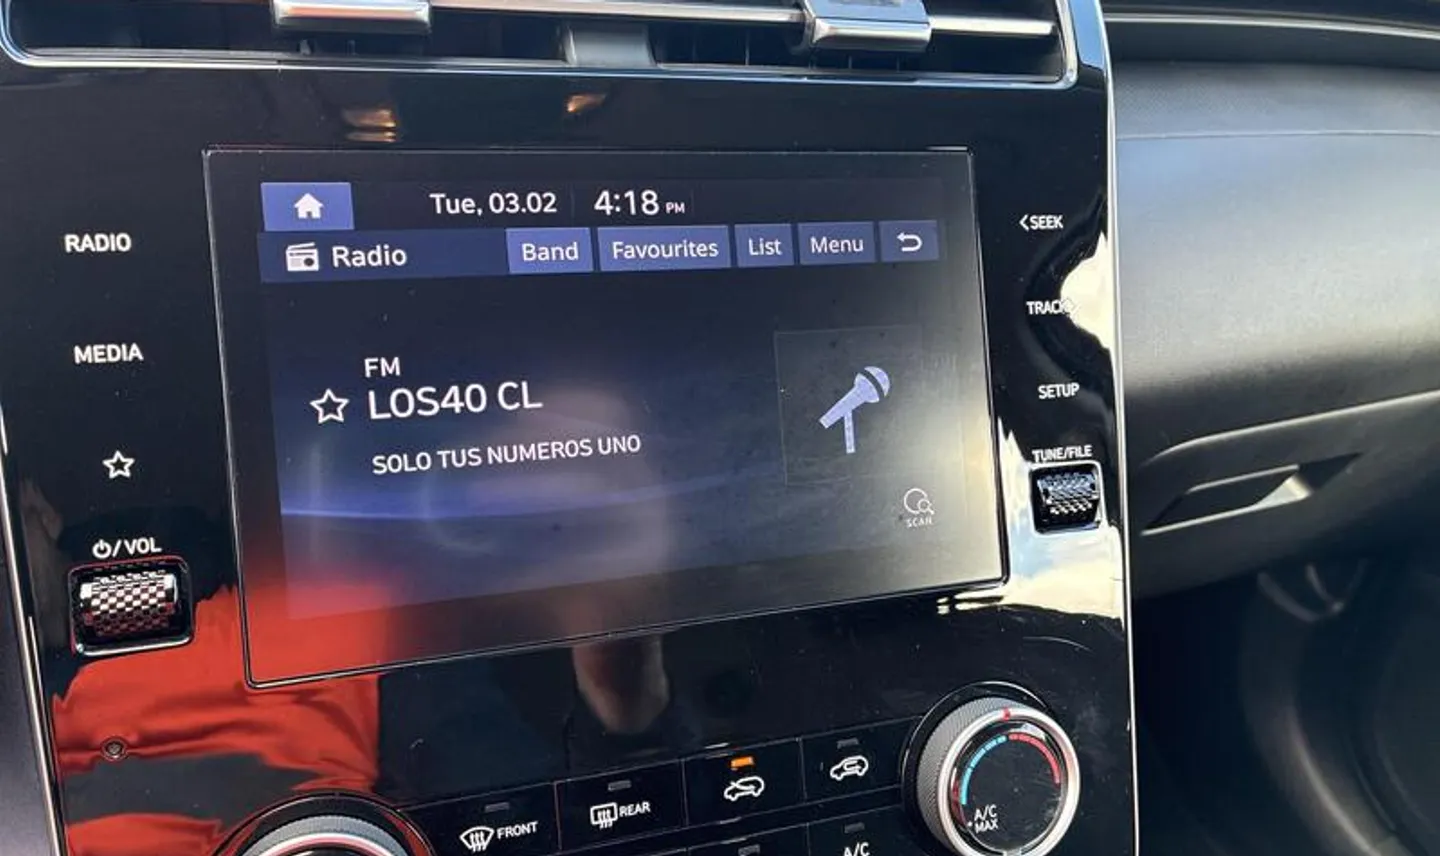 Tue, 03.02 4:18 PM
Radio Band Favourites List Menu
FM
LOS40 CL
SOLO TUS NUMEROS UNO
SCAN
RADIO
MEDIA
/VOL
<SEEK
TRACK>
SETUP
TUNE/FILE
FRONT
REAR
A/C
A/C
MAX